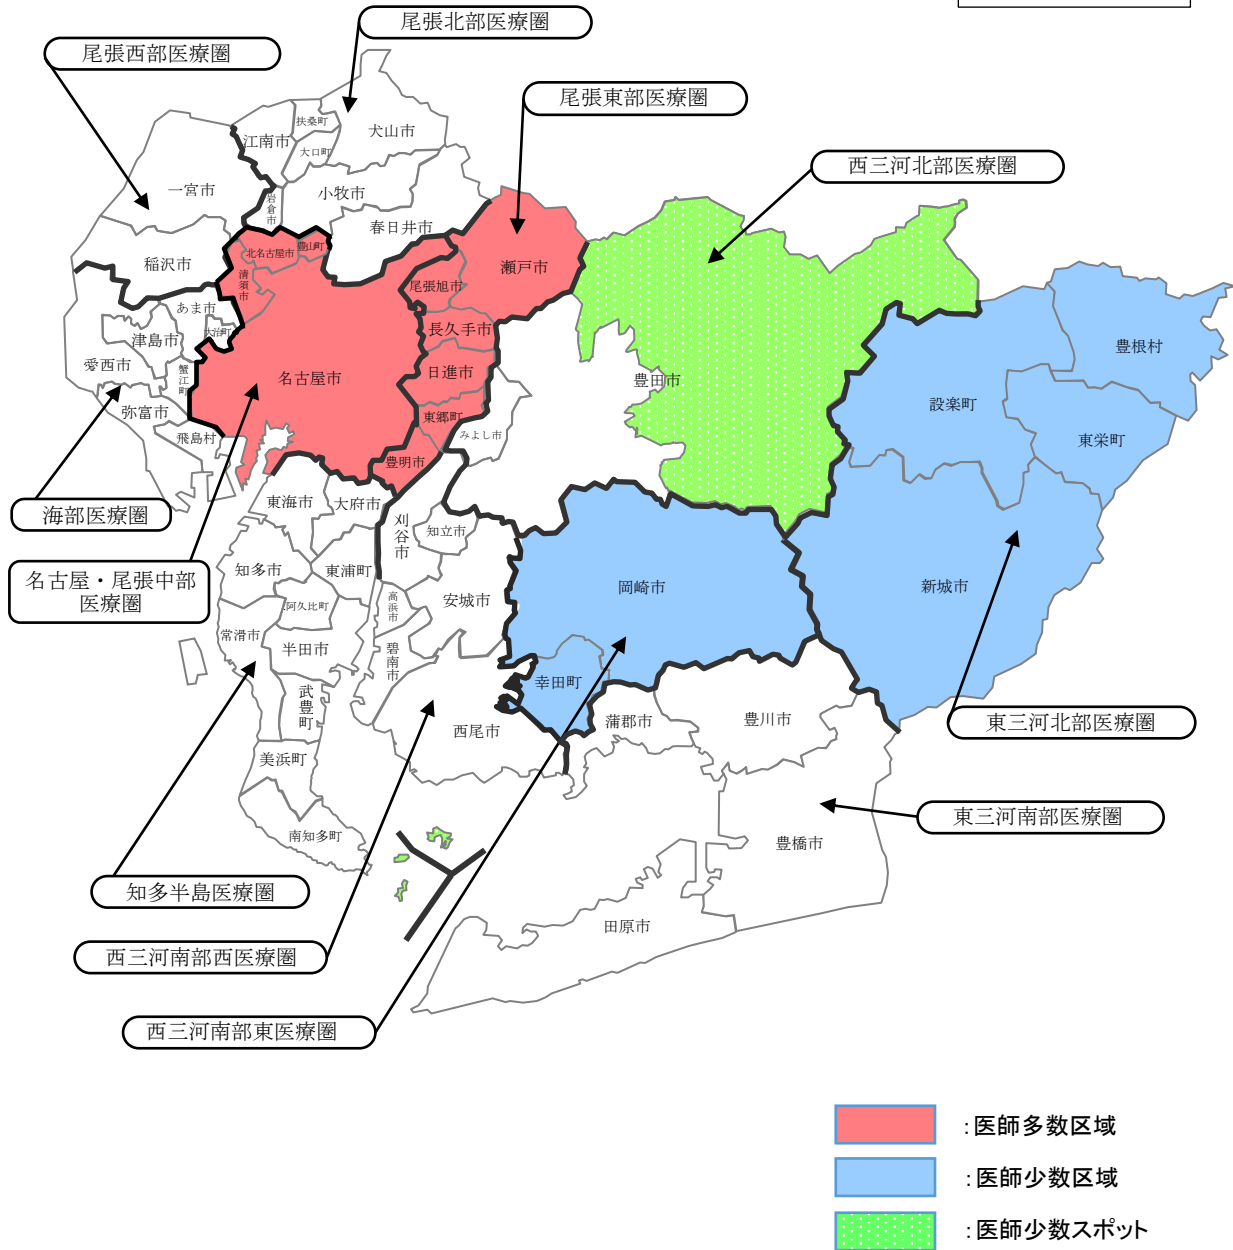 尾張北部医療圏
尾張西部医療圏
尾張東部医療圏
西三河北部医療圏
扶桑町
江南市
犬山市
大口町
一宮市
小牧市
岩倉市
春日井市
北名古屋市
豊山町
稲沢市
瀬戸市
清須市
尾張旭市
あま市
大治町
津島市
長久手市
豊根村
愛西市
蟹江町
名古屋市
日進市
豊田市
設楽町
弥富市
東郷町
飛島村
みよし市
東栄町
豊明市
海部医療圏
東海市
大府市
刈谷市
知立市
名古屋・尾張中部
医療圏
知多市
東浦町
岡崎市
新城市
高浜市
安城市
阿久比町
常滑市
半田市
碧南市
幸田町
武豊町
西尾市
蒲郡市
豊川市
東三河北部医療圏
美浜町
東三河南部医療圏
南知多町
豊橋市
知多半島医療圏
田原市
西三河南部西医療圏
西三河南部東医療圏
：医師多数区域
：医師少数区域
：医師少数スポット